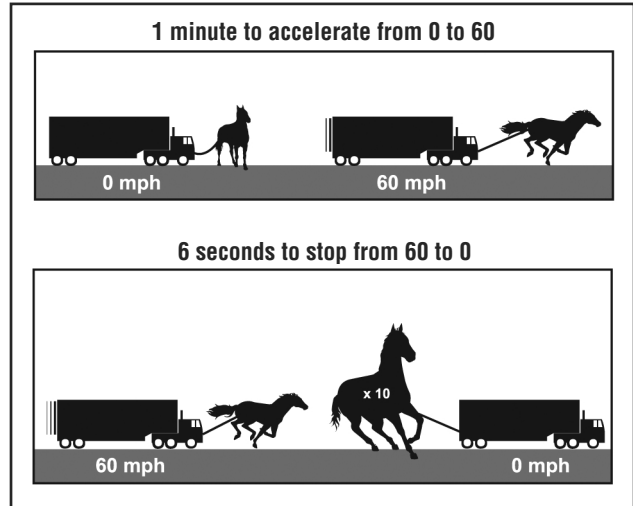 1 minute to accelerate from 0 to 60
0 mph
60 mph
6 seconds to stop from 60 to 0
x 10
60 mph
0 mph